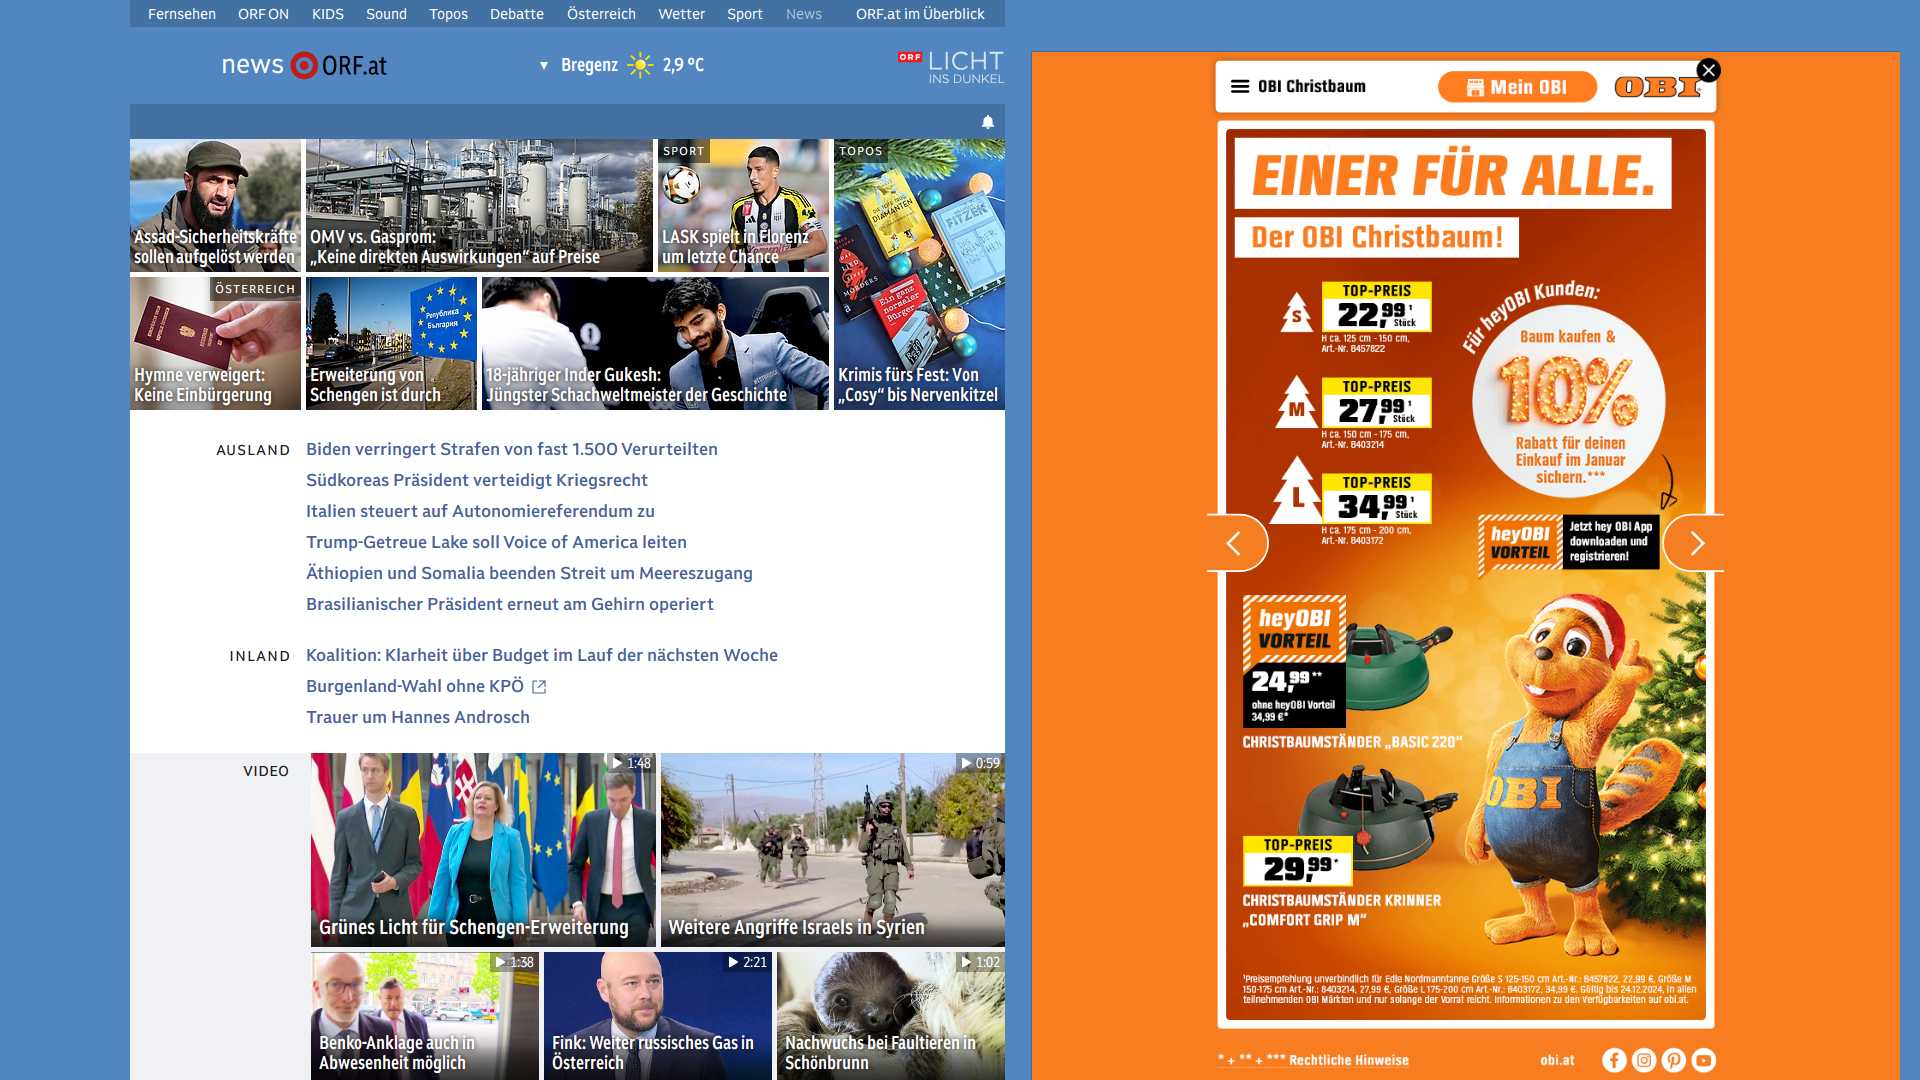 Fernsehen ORF ON KIDS Sound Topos Debatte Österreich Wetter Sport News ORF.at im Überblick
news ORF.at
Bregenz 2,9 °C
ORF LICHT
INS DUNKEL
Assad-Sicherheitskräfte
sollen aufgelöst werden
OMV vs. Gasprom:
„Keine direkten Auswirkungen“ auf Preise
SPORT
LASK spielt in Florenz
um letzte Chance
TOPOS
DIAMANTEN
FITZEK
MORDERS
Ein ganz
normaler
Bürger
Krimis fürs Fest: Von
„Cosy“ bis Nervenkitzel
ÖSTERREICH
Hymne verweigert:
Keine Einbürgerung
Република
България
Erweiterung von
Schengen ist durch
18-jähriger Inder Gukesh:
Jüngster Schachweltmeister der Geschichte
AUSLAND
Biden verringert Strafen von fast 1.500 Verurteilten
Südkoreas Präsident verteidigt Kriegsrecht
Italien steuert auf Autonomiereferendum zu
Trump-Getreue Lake soll Voice of America leiten
Äthiopien und Somalia beenden Streit um Meereszugang
Brasilianischer Präsident erneut am Gehirn operiert
INLAND
Koalition: Klarheit über Budget im Lauf der nächsten Woche
Burgenland-Wahl ohne KPÖ
Trauer um Hannes Androsch
VIDEO
1:48
Grünes Licht für Schengen-Erweiterung
0:59
Weitere Angriffe Israels in Syrien
1:38
Benko-Anklage auch in
Abwesenheit möglich
2:21
Fink: Weiter russisches Gas in
Österreich
1:02
Nachwuchs bei Faultieren in
Schönbrunn
OBI Christbaum
Mein OBI
OBI
EINER FÜR ALLE.
Der OBI Christbaum!
S
TOP-PREIS
22,99¹
Stück
H ca. 125 cm - 150 cm,
Art.-Nr. 8457822
M
TOP-PREIS
27,99¹
Stück
H ca. 150 cm - 175 cm,
Art.-Nr. 8403214
L
TOP-PREIS
34,99¹
Stück
H ca. 175 cm - 200 cm,
Art.-Nr. 8403172
Für heyOBI Kunden:
Baum kaufen &
10%
Rabatt für deinen
Einkauf im Januar
sichern.***
heyOBI
VORTEIL
Jetzt hey OBI App
downloaden und
registrieren!
heyOBI
VORTEIL
24,99**
ohne heyOBI Vorteil
34,99 €*
CHRISTBAUMSTÄNDER „BASIC 220“
OBI
TOP-PREIS
29,99*
CHRISTBAUMSTÄNDER KRINNER
„COMFORT GRIP M“
¹Preisempfehlung unverbindlich für Edle Nordmanntanne Größe S 125-150 cm Art.-Nr.: 8457822, 22,99 €, Größe M
150-175 cm Art.-Nr.: 8403214, 27,99 €, Größe L 175-200 cm Art.-Nr.: 8403172, 34,99 €. Gültig bis 24.12.2024, in allen
teilnehmenden OBI Märkten und nur solange der Vorrat reicht. Informationen zu den Verfügbarkeiten auf obi.at.
* + ** + *** Rechtliche Hinweise
obi.at